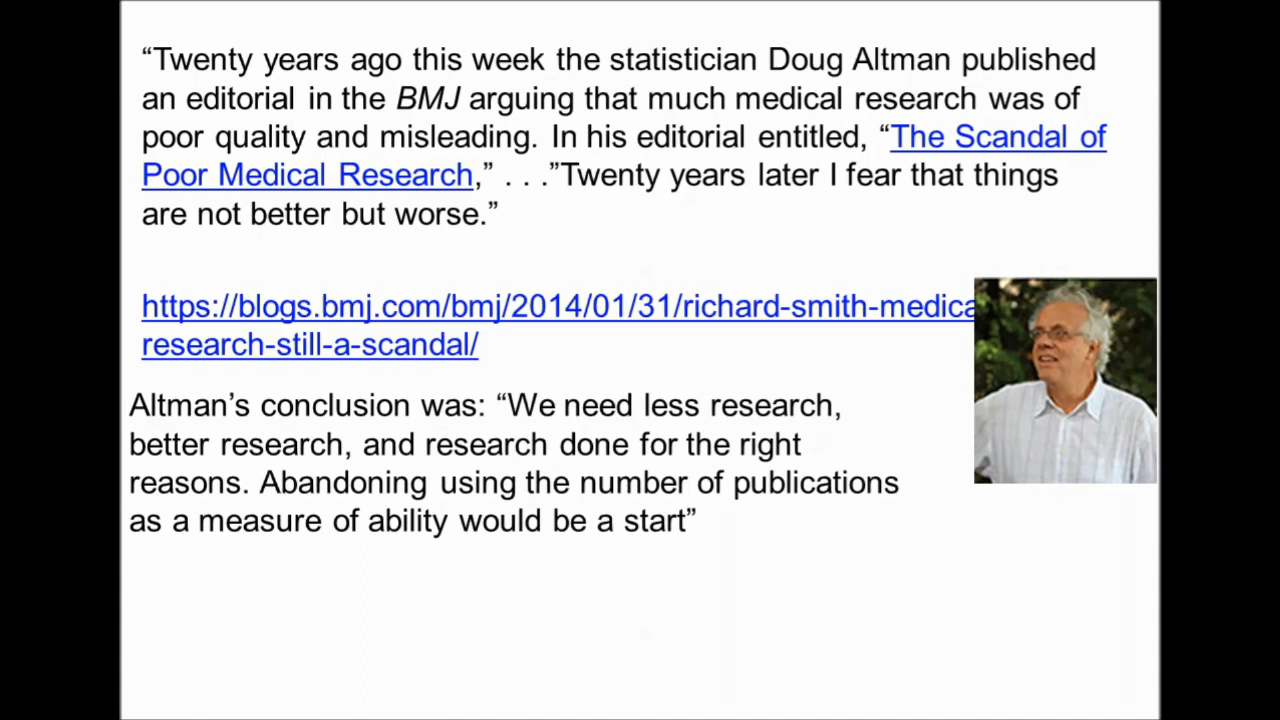 “Twenty years ago this week the statistician Doug Altman published
an editorial in the BMJ arguing that much medical research was of
poor quality and misleading. In his editorial entitled, “The Scandal of
Poor Medical Research,” . . .”Twenty years later I fear that things
are not better but worse.”
https://blogs.bmj.com/bmj/2014/01/31/richard-smith-medica
research-still-a-scandal/
Altman’s conclusion was: “We need less research,
better research, and research done for the right
reasons. Abandoning using the number of publications
as a measure of ability would be a start”